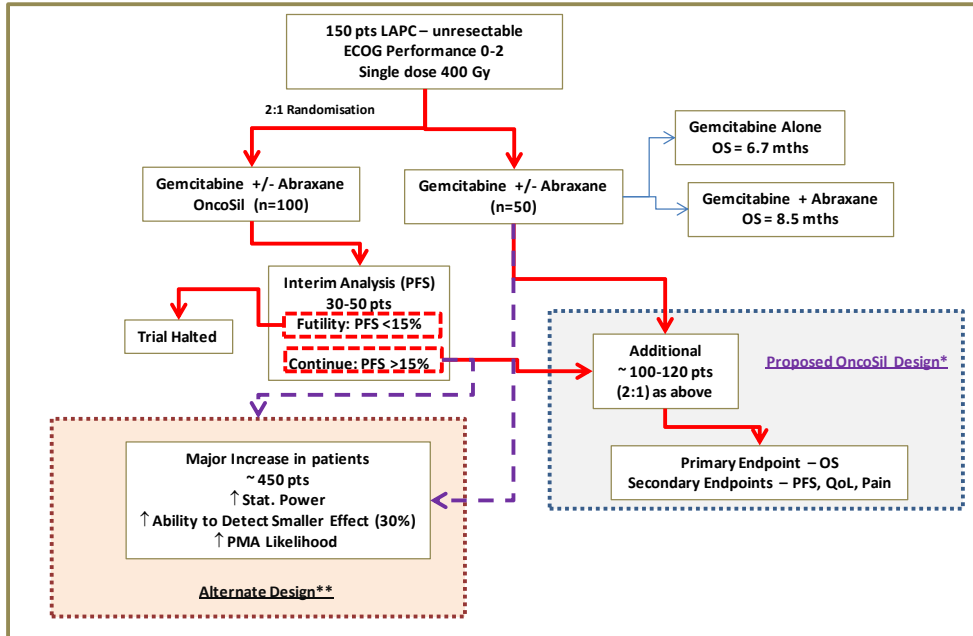 150 pts LAPC – unresectable
ECOG Performance 0-2
Single dose 400 Gy
2:1 Randomisation
Gemcitabine Alone
OS = 6.7 mths
Gemcitabine +/- Abraxane
OncoSil (n=100)
Gemcitabine +/- Abraxane
(n=50)
Gemcitabine + Abraxane
OS = 8.5 mths
Interim Analysis (PFS)
30-50 pts
Futility: PFS <15%
Continue: PFS >15%
Trial Halted
Additional
~ 100-120 pts
(2:1) as above
Proposed OncoSil Design*
Primary Endpoint – OS
Secondary Endpoints – PFS, QoL, Pain
Major Increase in patients
~ 450 pts
↑Stat. Power
↑Ability to Detect Smaller Effect (30%)
↑PMA Likelihood
Alternate Design**